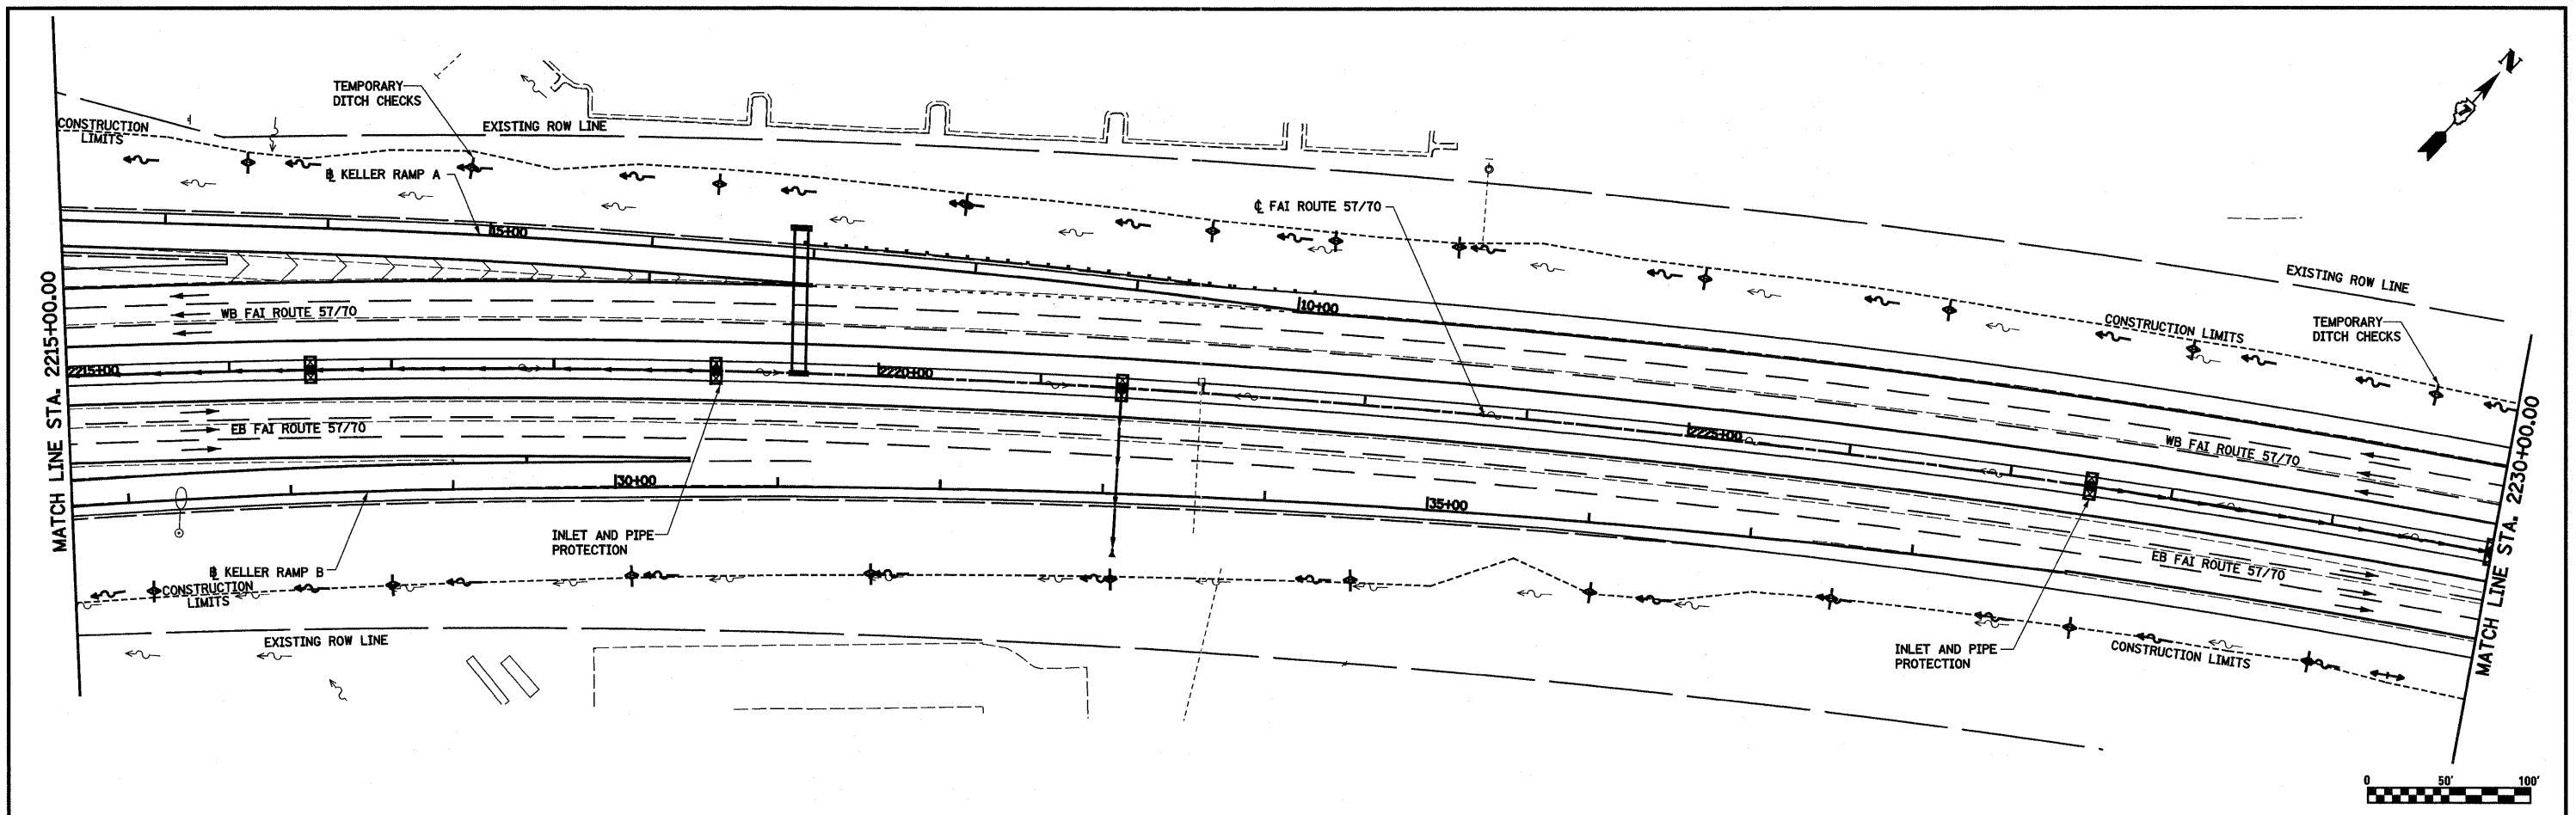 N
TEMPORARY
DITCH CHECKS
EXISTING ROW LINE
CONSTRUCTION
LIMITS
℄ KELLER RAMP A
15+00
℄ FAI ROUTE 57/70
10+00
EXISTING ROW LINE
CONSTRUCTION LIMITS
TEMPORARY
DITCH CHECKS
MATCH LINE STA. 2215+00.00
WB FAI ROUTE 57/70
2215+00
2220+00
2225+00
WB FAI ROUTE 57/70
EB FAI ROUTE 57/70
30+00
35+00
EB FAI ROUTE 57/70
MATCH LINE STA. 2230+00.00
INLET AND PIPE
PROTECTION
℄ KELLER RAMP B
CONSTRUCTION
LIMITS
EXISTING ROW LINE
INLET AND PIPE
PROTECTION
CONSTRUCTION LIMITS
0 50' 100'